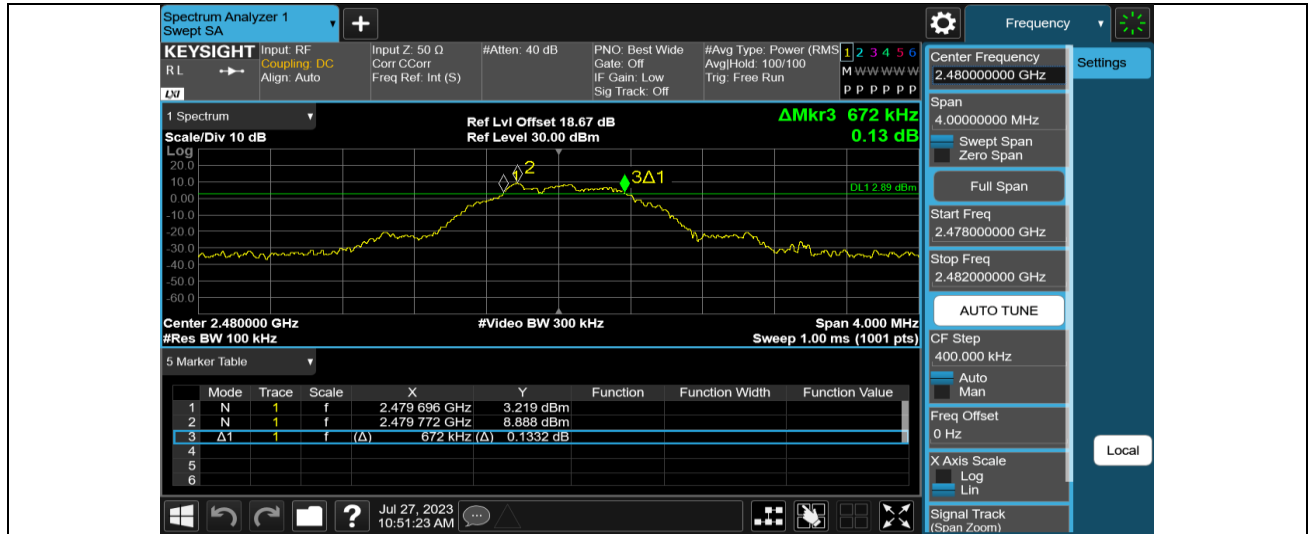 Spectrum Analyzer 1
Swept SA
+
Frequency
KEYSIGHT
RL
LXI
Input: RF
Coupling: DC
Align: Auto
Input Z: 50 Ω
Corr CCorr
Freq Ref: Int (S)
#Atten: 40 dB
PNO: Best Wide
Gate: Off
IF Gain: Low
Sig Track: Off
#Avg Type: Power (RMS
Avg|Hold: 100/100
Trig: Free Run
1 2 3 4 5 6
M W W W W W
P P P P P P
1 Spectrum
Scale/Div 10 dB
Ref Lvl Offset 18.67 dB
Ref Level 30.00 dBm
ΔMkr3 672 kHz
0.13 dB
Log
20.0
10.0
0.00
-10.0
-20.0
-30.0
-40.0
-50.0
-60.0
1
2
3Δ1
DL1 2.89 dBm
Center 2.480000 GHz
#Video BW 300 kHz
Span 4.000 MHz
#Res BW 100 kHz
Sweep 1.00 ms (1001 pts)
5 Marker Table
Mode Trace Scale X Y Function Function Width Function Value
1 N 1 f 2.479 696 GHz 3.219 dBm
2 N 1 f 2.479 772 GHz 8.888 dBm
3 Δ1 1 f (Δ) 672 kHz (Δ) 0.1332 dB
4
5
6
?
Jul 27, 2023
10:51:23 AM
Center Frequency
2.480000000 GHz
Span
4.00000000 MHz
Swept Span
Zero Span
Full Span
Start Freq
2.478000000 GHz
Stop Freq
2.482000000 GHz
AUTO TUNE
CF Step
400.000 kHz
Auto
Man
Freq Offset
0 Hz
X Axis Scale
Log
Lin
Signal Track
(Span Zoom)
Settings
Local